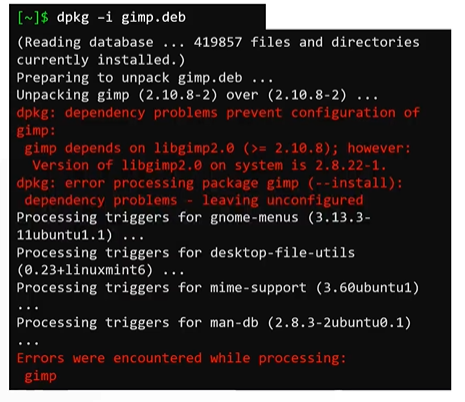 [~]$ dpkg -i gimp.deb
(Reading database ... 419857 files and directories
currently installed.)
Preparing to unpack gimp.deb ...
Unpacking gimp (2.10.8-2) over (2.10.8-2) ...
dpkg: dependency problems prevent configuration of
gimp:
gimp depends on libgimp2.0 (>= 2.10.8); however:
Version of libgimp2.0 on system is 2.8.22-1.
dpkg: error processing package gimp (--install):
dependency problems - leaving unconfigured
Processing triggers for gnome-menus (3.13.3-
11ubuntu1.1) ...
Processing triggers for desktop-file-utils
(0.23+linuxmint6) ...
Processing triggers for mime-support (3.60ubuntu1)
...
Processing triggers for man-db (2.8.3-2ubuntu0.1)
...
Errors were encountered while processing:
gimp